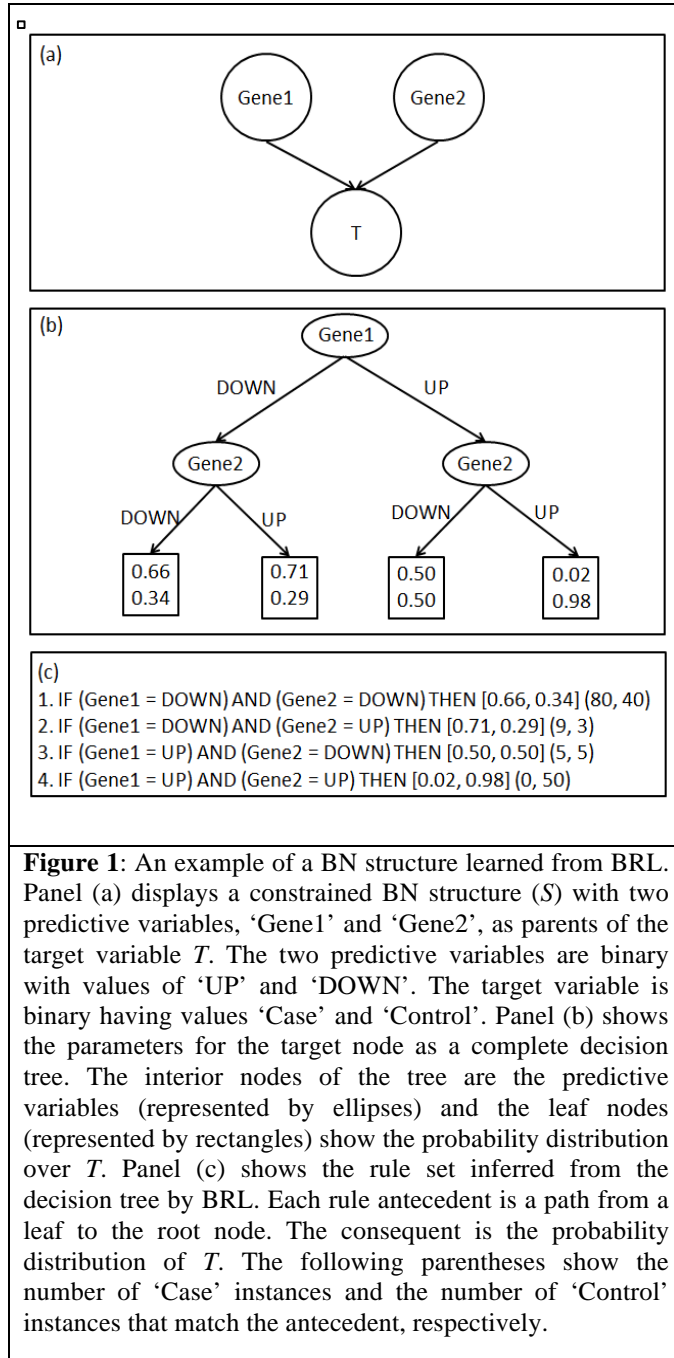 (a)
Gene1
Gene2
T
(b)
Gene1
DOWN
UP
Gene2
Gene2
DOWN
UP
DOWN
UP
0.66
0.34
0.71
0.29
0.50
0.50
0.02
0.98
(c)
1. IF (Gene1 = DOWN) AND (Gene2 = DOWN) THEN [0.66, 0.34] (80, 40)
2. IF (Gene1 = DOWN) AND (Gene2 = UP) THEN [0.71, 0.29] (9, 3)
3. IF (Gene1 = UP) AND (Gene2 = DOWN) THEN [0.50, 0.50] (5, 5)
4. IF (Gene1 = UP) AND (Gene2 = UP) THEN [0.02, 0.98] (0, 50)
Figure 1: An example of a BN structure learned from BRL.
Panel (a) displays a constrained BN structure (S) with two
predictive variables, ‘Gene1’ and ‘Gene2’, as parents of the
target variable T. The two predictive variables are binary
with values of ‘UP’ and ‘DOWN’. The target variable is
binary having values ‘Case’ and ‘Control’. Panel (b) shows
the parameters for the target node as a complete decision
tree. The interior nodes of the tree are the predictive
variables (represented by ellipses) and the leaf nodes
(represented by rectangles) show the probability distribution
over T. Panel (c) shows the rule set inferred from the
decision tree by BRL. Each rule antecedent is a path from a
leaf to the root node. The consequent is the probability
distribution of T. The following parentheses show the
number of ‘Case’ instances and the number of ‘Control’
instances that match the antecedent, respectively.